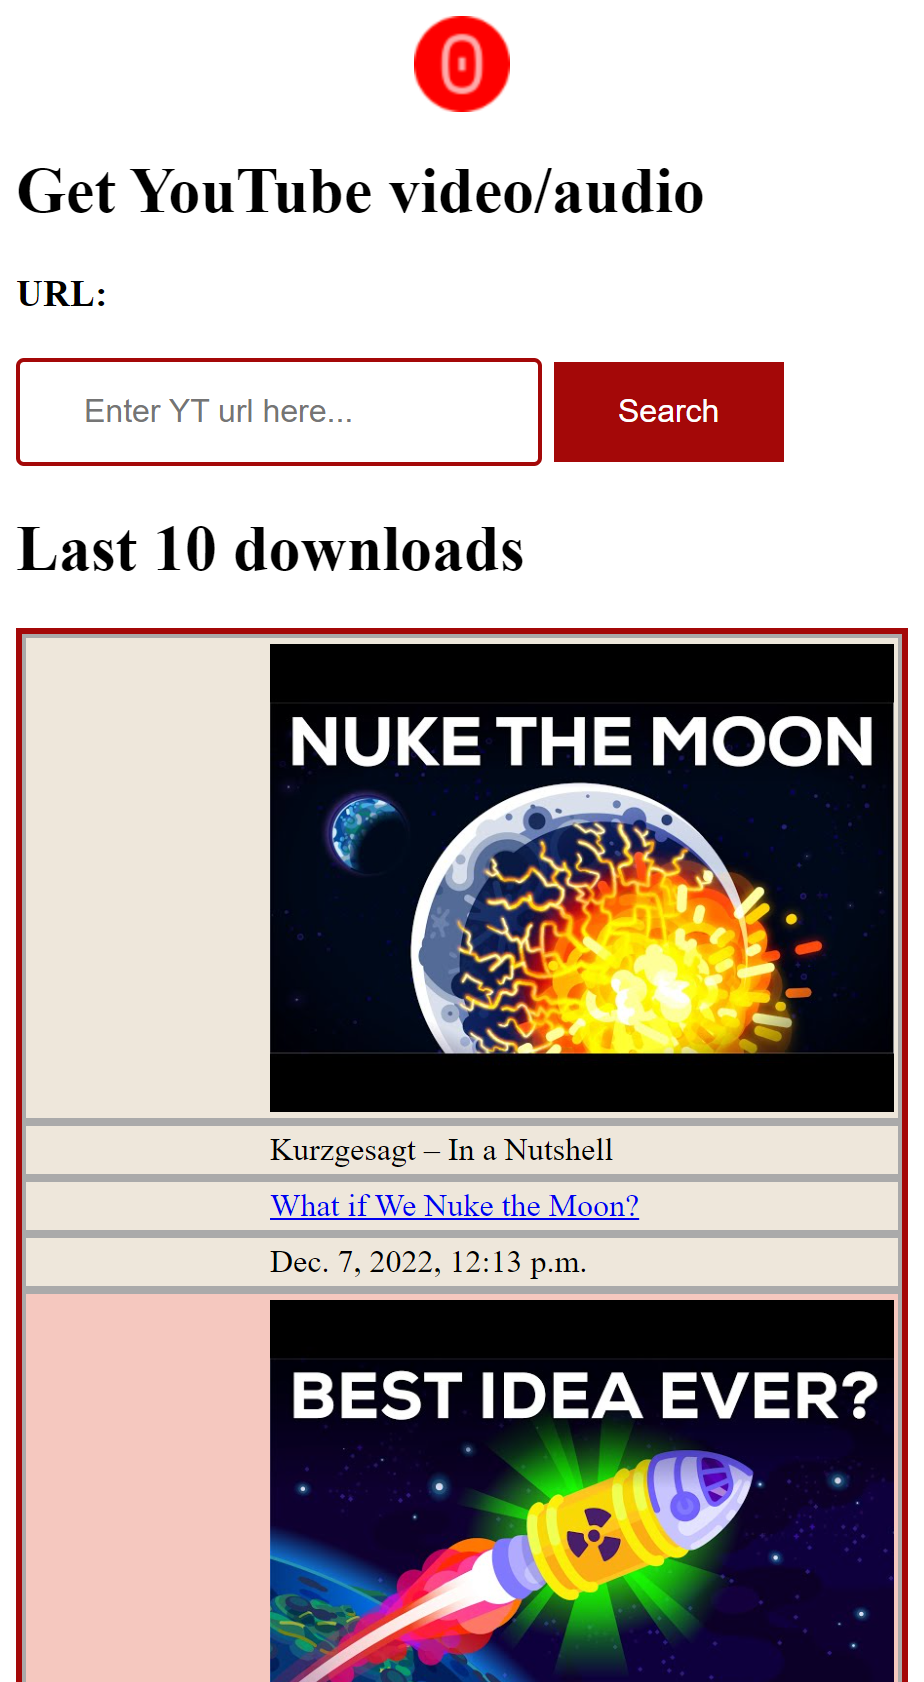 0
Get YouTube video/audio
URL:
Enter YT url here... Search
Last 10 downloads
NUKE THE MOON
Kurzgesagt – In a Nutshell
What if We Nuke the Moon?
Dec. 7, 2022, 12:13 p.m.
BEST IDEA EVER?